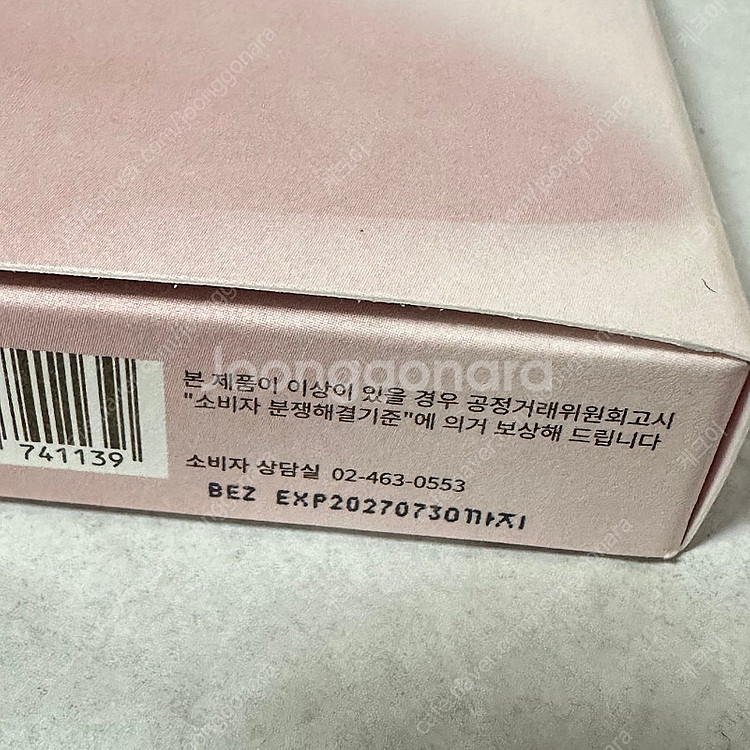 Joonggonara
본 제품이 이상이 있을 경우 공정거래위원회고시
"소비자 분쟁해결기준"에 의거 보상해 드립니다
741139
소비자 상담실 02-463-0553
BEZ EXP20270730까지